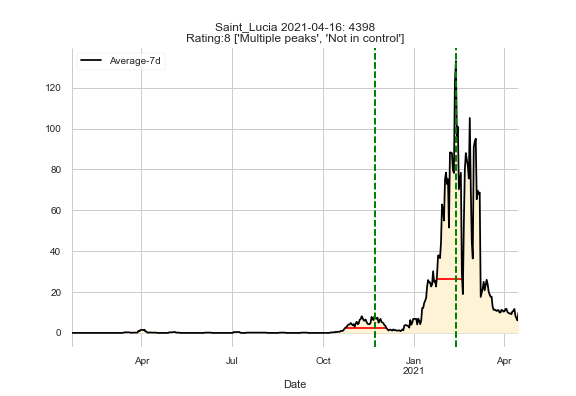 Saint_Lucia 2021-04-16: 4398
Rating:8 ['Multiple peaks', 'Not in control']
Average-7d
120
100
80
60
40
20
0
Apr
Jul
Oct
Jan
2021
Apr
Date